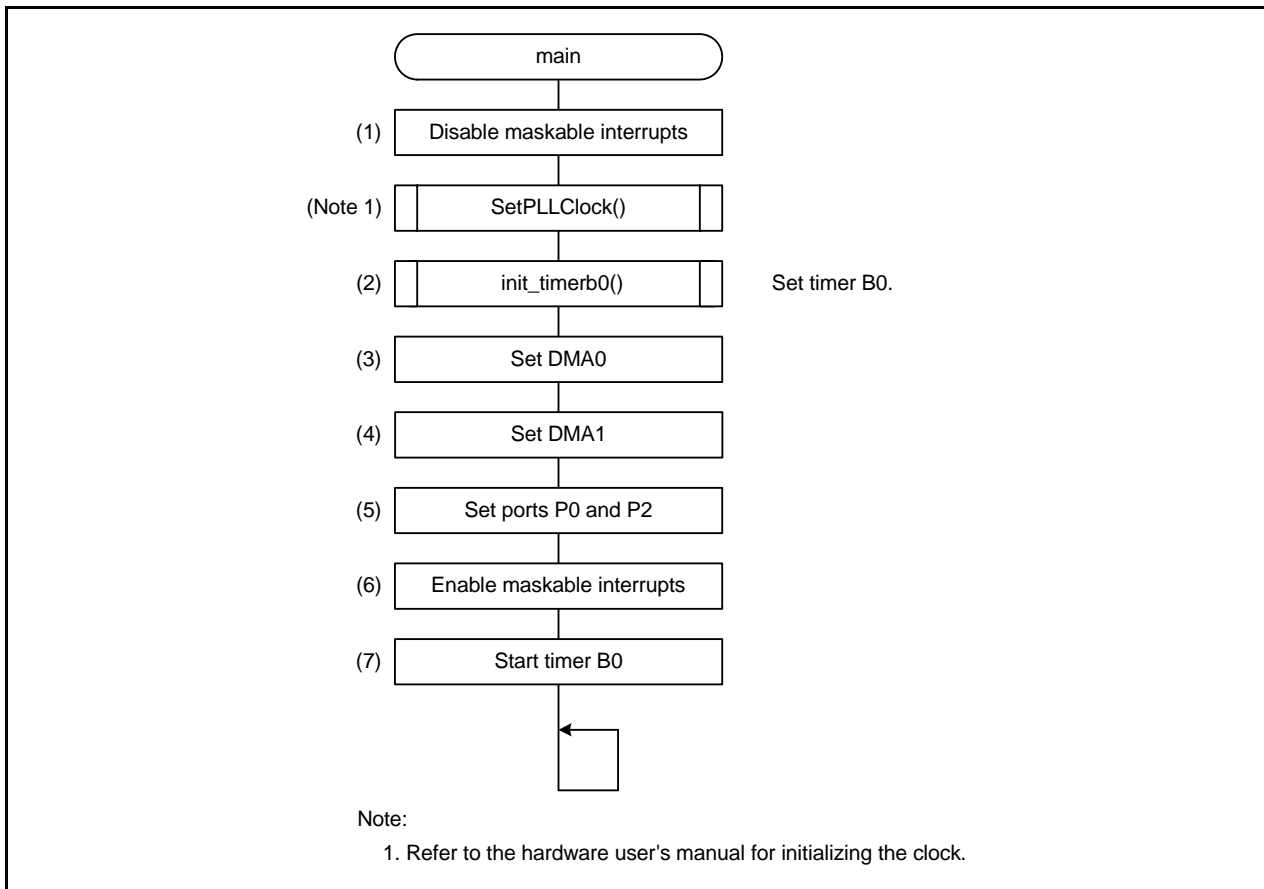 main
(1) Disable maskable interrupts
(Note 1) SetPLLClock()
(2) init_timerb0() Set timer B0.
(3) Set DMA0
(4) Set DMA1
(5) Set ports P0 and P2
(6) Enable maskable interrupts
(7) Start timer B0
Note:
1. Refer to the hardware user's manual for initializing the clock.